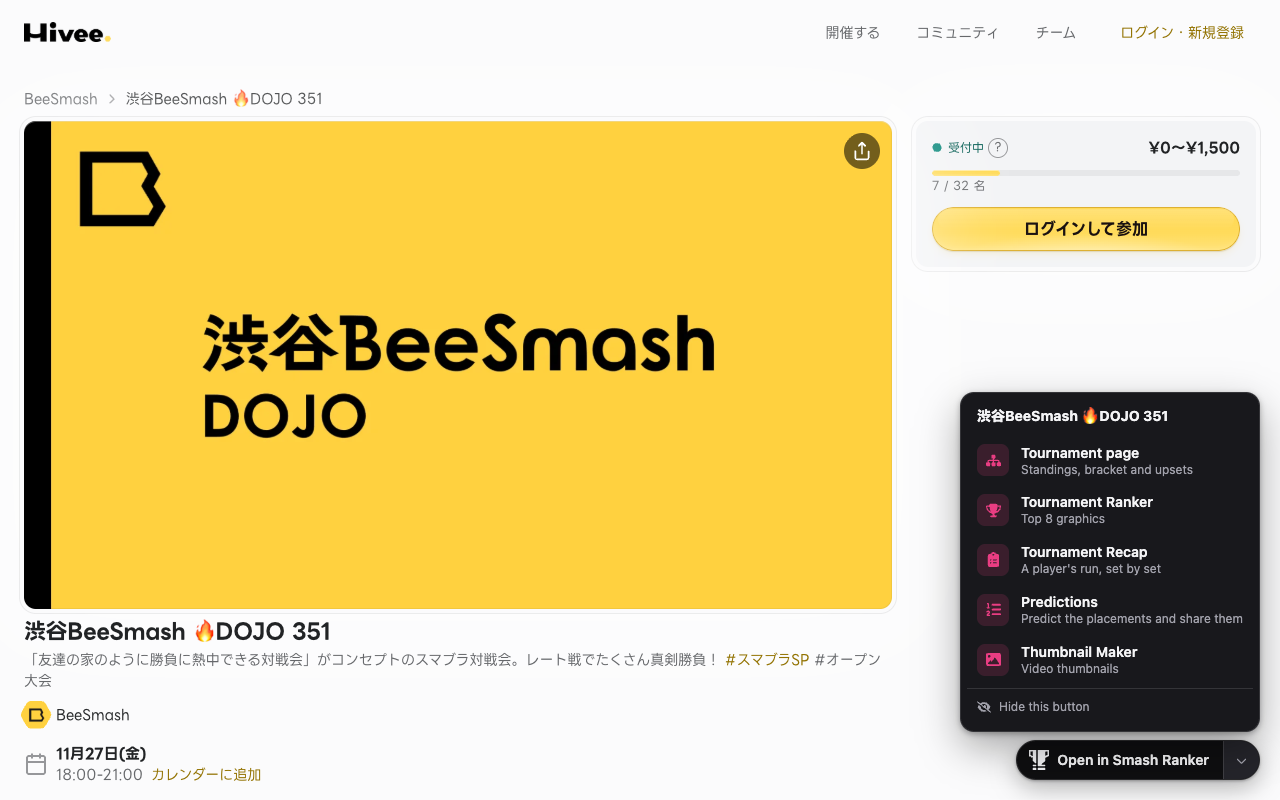 Hivee.
開催する
コミュニティ
チーム
ログイン・新規登録
BeeSmash
渋谷BeeSmash 🔥DOJO 351
渋谷BeeSmash
DOJO
受付中
?
¥0〜¥1,500
7 / 32 名
ログインして参加
渋谷BeeSmash 🔥DOJO 351
「友達の家のように勝負に熱中できる対戦会」がコンセプトのスマブラ対戦会。レート戦でたくさん真剣勝負！ #スマブラSP #オープン
大会
BeeSmash
11月27日(金)
18:00-21:00 カレンダーに追加
渋谷BeeSmash 🔥DOJO 351
Tournament page
Standings, bracket and upsets
Tournament Ranker
Top 8 graphics
Tournament Recap
A player's run, set by set
Predictions
Predict the placements and share them
Thumbnail Maker
Video thumbnails
Hide this button
Open in Smash Ranker